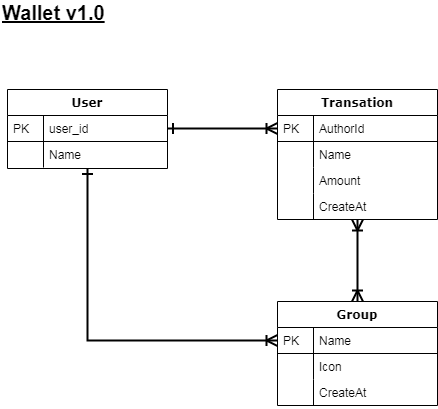 Wallet v1.0
User
PK user_id
Name
Transation
PK AuthorId
Name
Amount
CreateAt
Group
PK Name
Icon
CreateAt